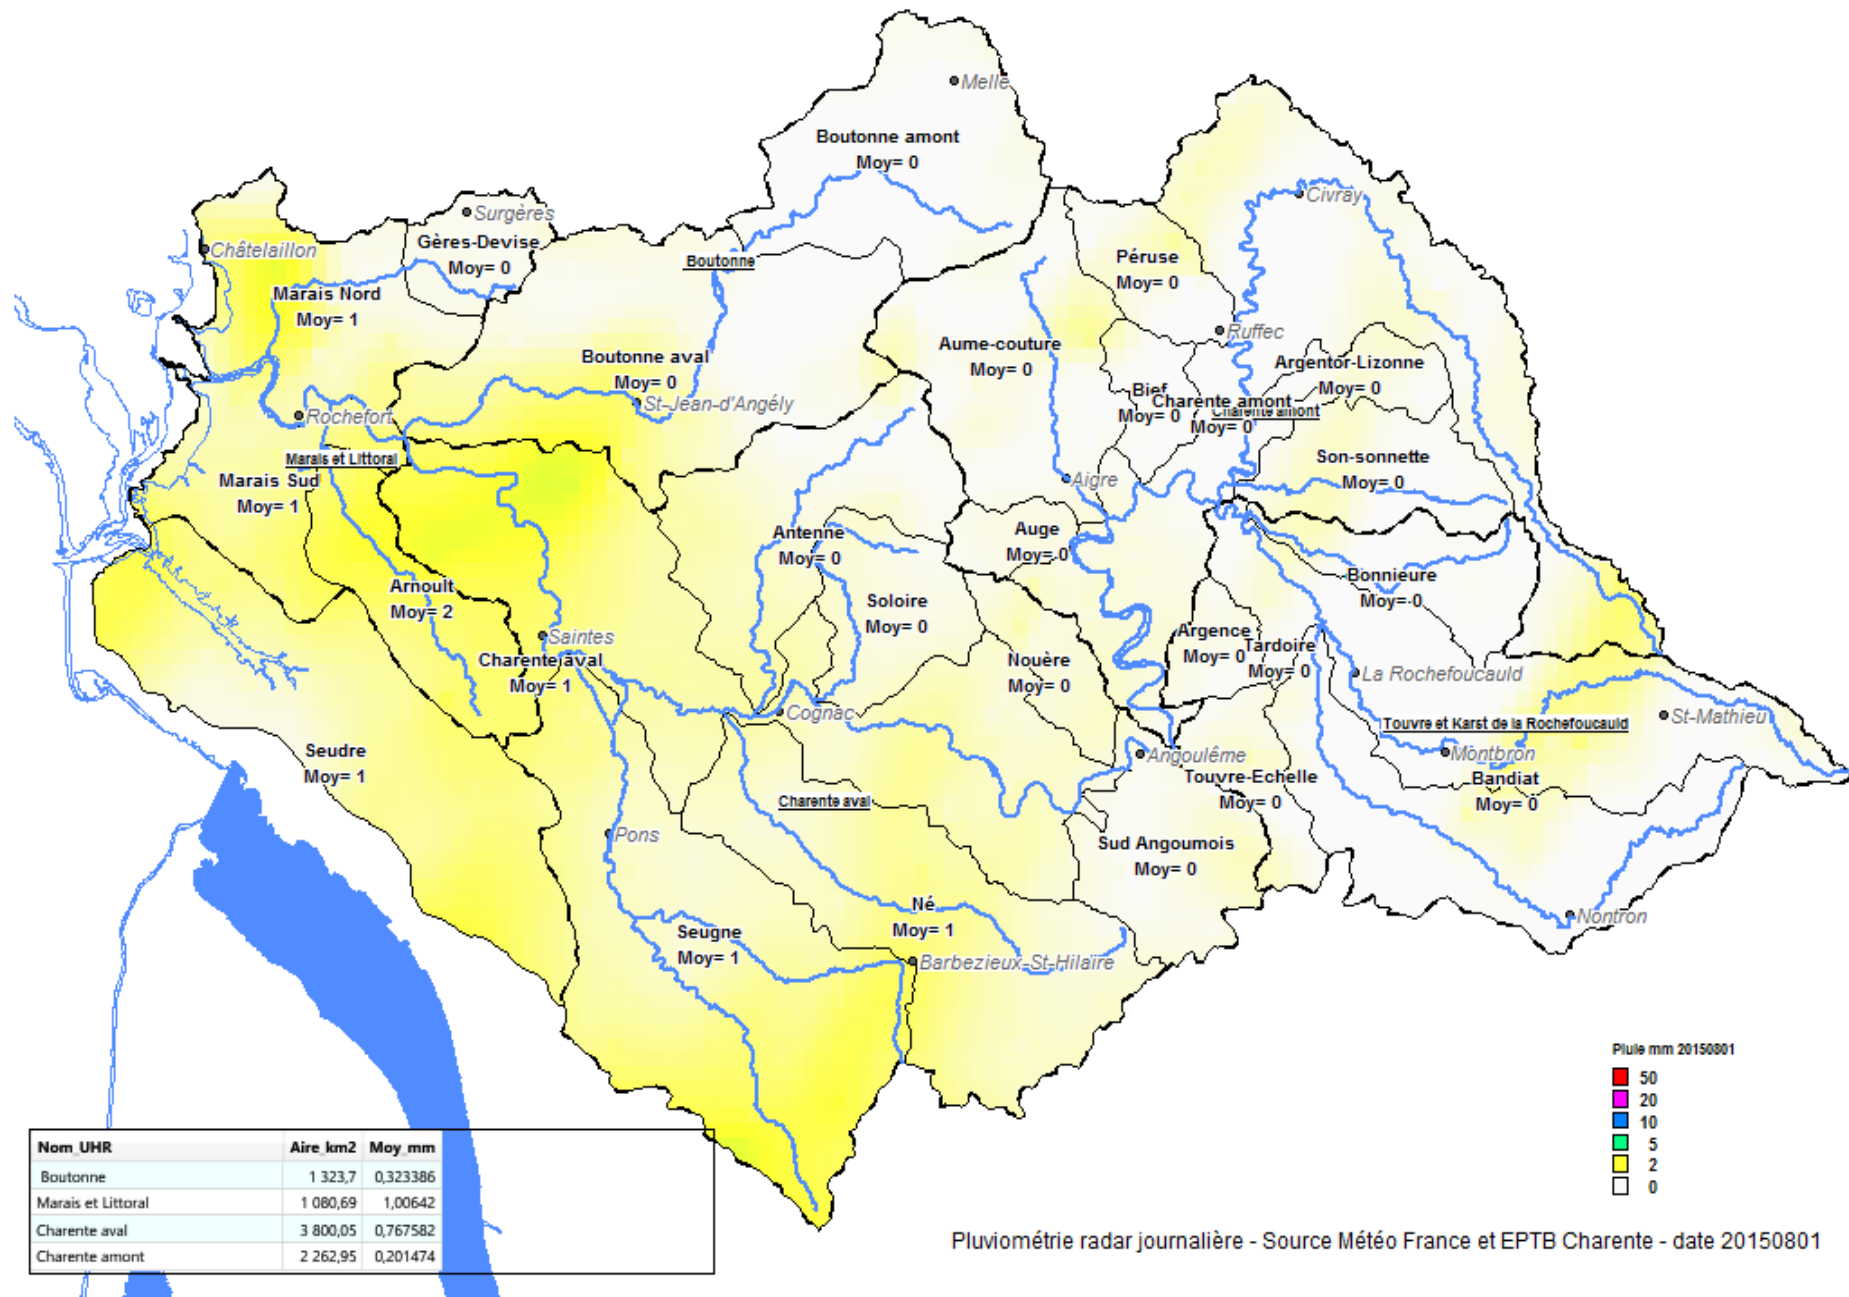 Melle
Boutonne amont
Moy= 0
Civray
Surgères
Gères-Devise
Moy= 0
Châtelaillon
Boutonne
Péruse
Moy= 0
Marais Nord
Moy= 1
Ruffec
Boutonne aval
Moy= 0
Aume-couture
Moy= 0
Argentor-Lizonne
Moy= 0
Bief
Moy= 0
Charente amont
Moy= 0
Charente amont
St-Jean-d'Angély
Rochefort
Marais et Littoral
Marais Sud
Moy= 1
Son-sonnette
Moy= 0
Aigre
Antenne
Moy= 0
Auge
Moy= 0
Bonnieure
Moy= 0
Arnoult
Moy= 2
Soloire
Moy= 0
Saintes
Charente aval
Moy= 1
Nouère
Moy= 0
Argence
Moy= 0
Tardoire
Moy= 0
La Rochefoucauld
Cognac
St-Mathieu
Touvre et Karst de la Rochefoucauld
Seudre
Moy= 1
Angoulême
Montbron
Touvre-Echelle
Moy= 0
Bandiat
Moy= 0
Charente aval
Pons
Sud Angoumois
Moy= 0
Né
Moy= 1
Nontron
Seugne
Moy= 1
Barbezieux-St-Hilaire
Pluie mm 20150801
50
20
10
5
2
0
Nom_UHR Aire_km2 Moy_mm
Boutonne 1 323,7 0,323386
Marais et Littoral 1 080,69 1,00642
Charente aval 3 800,05 0,767582
Charente amont 2 262,95 0,201474
Pluviométrie radar journalière - Source Météo France et EPTB Charente - date 20150801